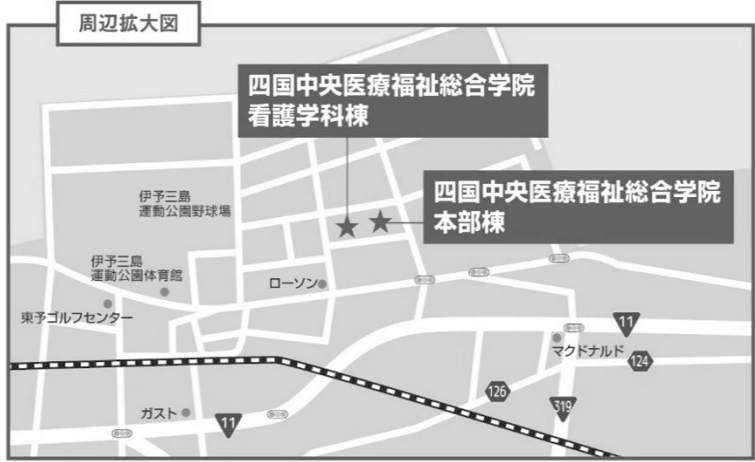 周辺拡大図
四国中央医療福祉総合学院
看護学科棟
四国中央医療福祉総合学院
本部棟
伊予三島
運動公園野球場
伊予三島
運動公園体育館
ローソン
東予ゴルフセンター
11
マクドナルド
124
126
319
ガスト
11